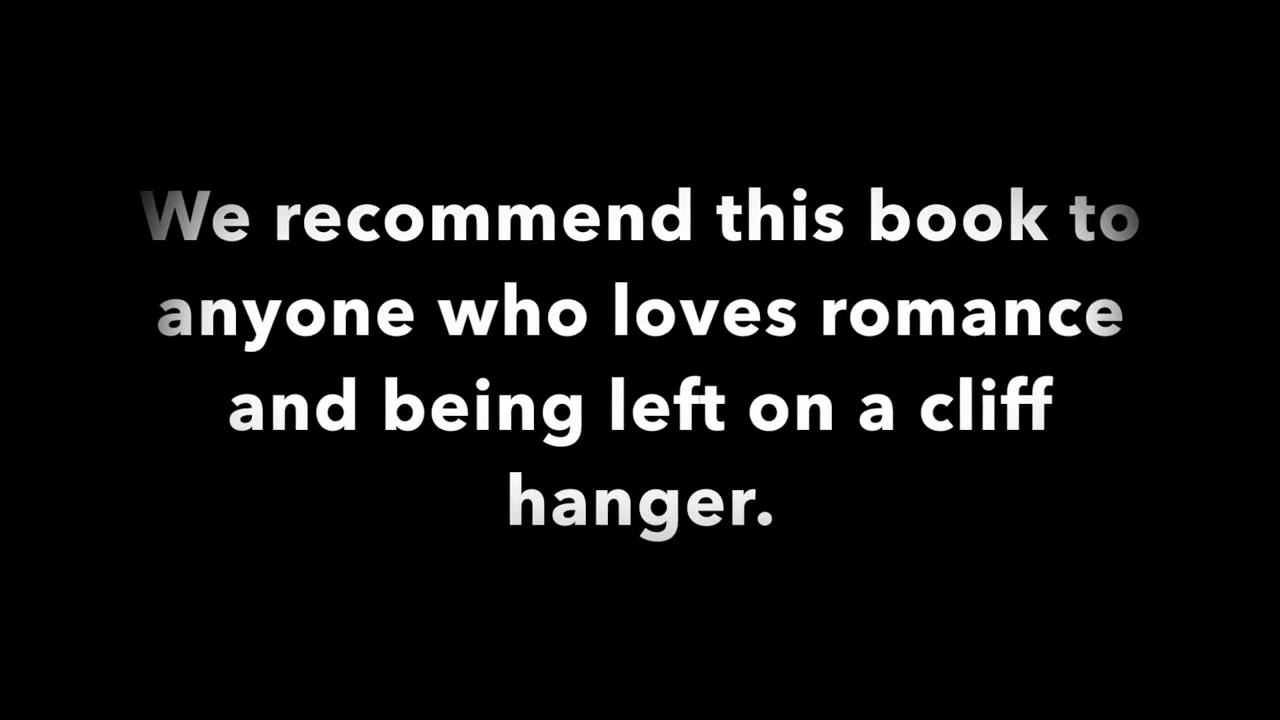 We recommend this book to
anyone who loves romance
and being left on a cliff
hanger.